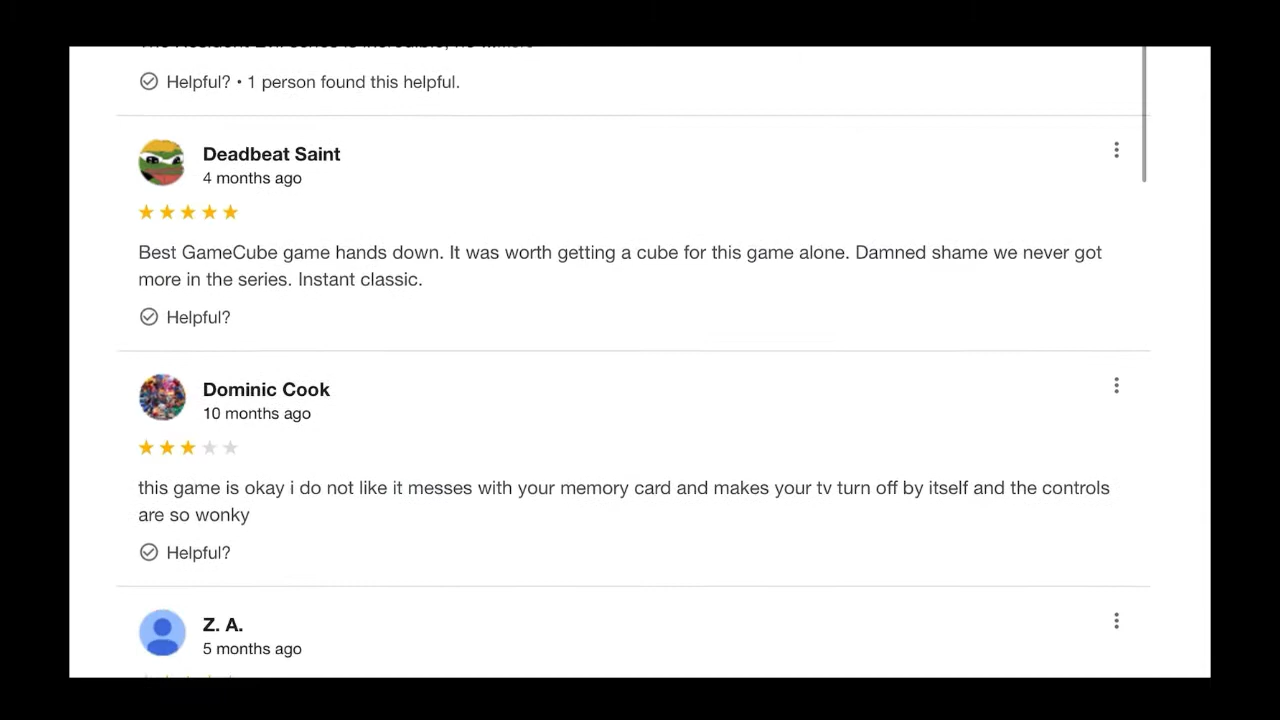 Helpful? • 1 person found this helpful.
Deadbeat Saint
4 months ago
Best GameCube game hands down. It was worth getting a cube for this game alone. Damned shame we never got
more in the series. Instant classic.
Helpful?
Dominic Cook
10 months ago
this game is okay i do not like it messes with your memory card and makes your tv turn off by itself and the controls
are so wonky
Helpful?
Z. A.
5 months ago